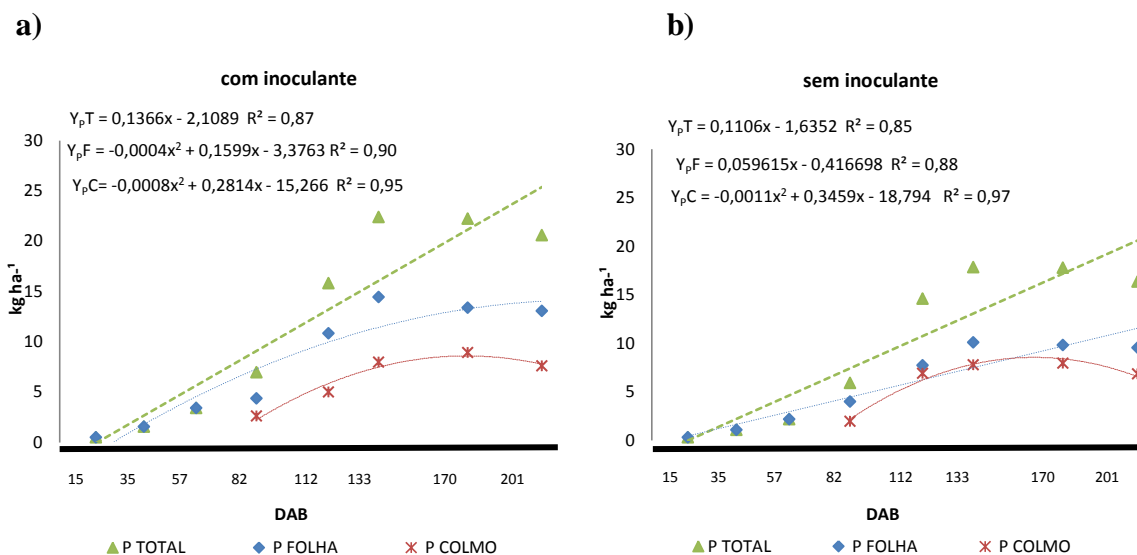 a)
com inoculante
YₚT = 0,1366x - 2,1089 R² = 0,87
YₚF = -0,0004x² + 0,1599x - 3,3763 R² = 0,90
YₚC= -0,0008x² + 0,2814x - 15,266 R² = 0,95
30
25
20
15
10
5
0
kg ha-¹
15 35 57 82 112 133 170 201
DAB
P TOTAL P FOLHA P COLMO
b)
sem inoculante
YₚT = 0,1106x - 1,6352 R² = 0,85
YₚF = 0,059615x - 0,416698 R² = 0,88
YₚC = -0,0011x² + 0,3459x - 18,794 R² = 0,97
30
25
20
15
10
5
0
kg ha-¹
15 35 57 82 112 133 170 201
DAB
P TOTAL P FOLHA P COLMO